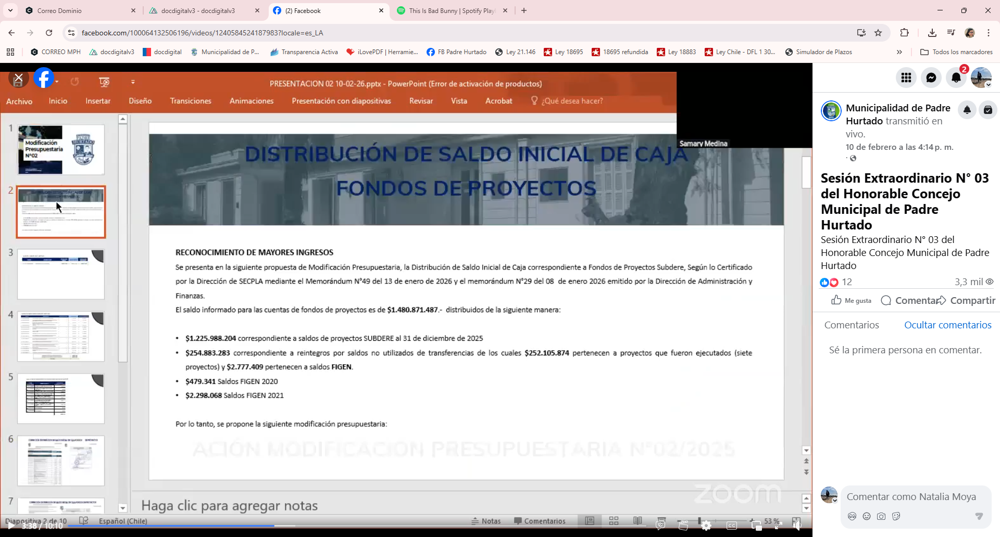 Correo Dominio
docdigitalv3 - docdigitalv3
(2) Facebook
This Is Bad Bunny | Spotify Play
facebook.com/100064132506196/videos/1240584524187983?locale=es_LA
CORREO MPH
docdigitalv3
docdigital
Municipalidad de P...
Transparencia Activa
iLovePDF | Herramie...
FB Padre Hurtado
Ley 21.146
Ley 18695
18695 refundida
Ley 18883
Ley Chile - DFL 1 30...
Simulador de Plazos
Todos los marcadores
PRESENTACION 02 10-02-26.pptx - PowerPoint (Error de activación de productos)
Archivo
Inicio
Insertar
Diseño
Transiciones
Animaciones
Presentación con diapositivas
Revisar
Vista
Acrobat
¿Qué desea hacer?
Samary Medina
1
Modificación
Presupuestaria
N°02
PADRE
HURTADO
2
3
4
5
6
7
DISTRIBUCIÓN DE SALDO INICIAL DE CAJA
FONDOS DE PROYECTOS
RECONOCIMIENTO DE MAYORES INGRESOS
Se presenta en la siguiente propuesta de Modificación Presupuestaria, la Distribución de Saldo Inicial de Caja correspondiente a Fondos de Proyectos Subdere, Según lo Certificado
por la Dirección de SECPLA mediante el Memorándum N°49 del 13 de enero de 2026 y el memorándum N°29 del 08 de enero 2026 emitido por la Dirección de Administración y
Finanzas.
El saldo informado para las cuentas de fondos de proyectos es de $1.480.871.487.- distribuidos de la siguiente manera:
• $1.225.988.204 correspondiente a saldos de proyectos SUBDERE al 31 de diciembre de 2025
• $254.883.283 correspondiente a reintegros por saldos no utilizados de transferencias de los cuales $252.105.874 pertenecen a proyectos que fueron ejecutados (siete
proyectos) y $2.777.409 pertenecen a saldos FIGEN.
• $479.341 Saldos FIGEN 2020
• $2.298.068 Saldos FIGEN 2021
Por lo tanto, se propone la siguiente modificación presupuestaria:
ACIÓN MODIFICACION PRESUPUESTARIA N°02/2025
zoom
Haga clic para agregar notas
Diapositiva 2 de 10
Español (Chile)
Notas
Comentarios
53 %
3:38 / 10:10
2
Municipalidad de Padre
Hurtado transmitió en
vivo.
10 de febrero a las 4:14 p. m.
Sesión Extraordinario N° 03
del Honorable Concejo
Municipal de Padre
Hurtado
Sesión Extraordinario N° 03 del
Honorable Concejo Municipal de Padre
Hurtado
12
3,3 mil
Me gusta
Comentar
Compartir
Comentarios
Ocultar comentarios
Sé la primera persona en comentar.
Comentar como Natalia Moya